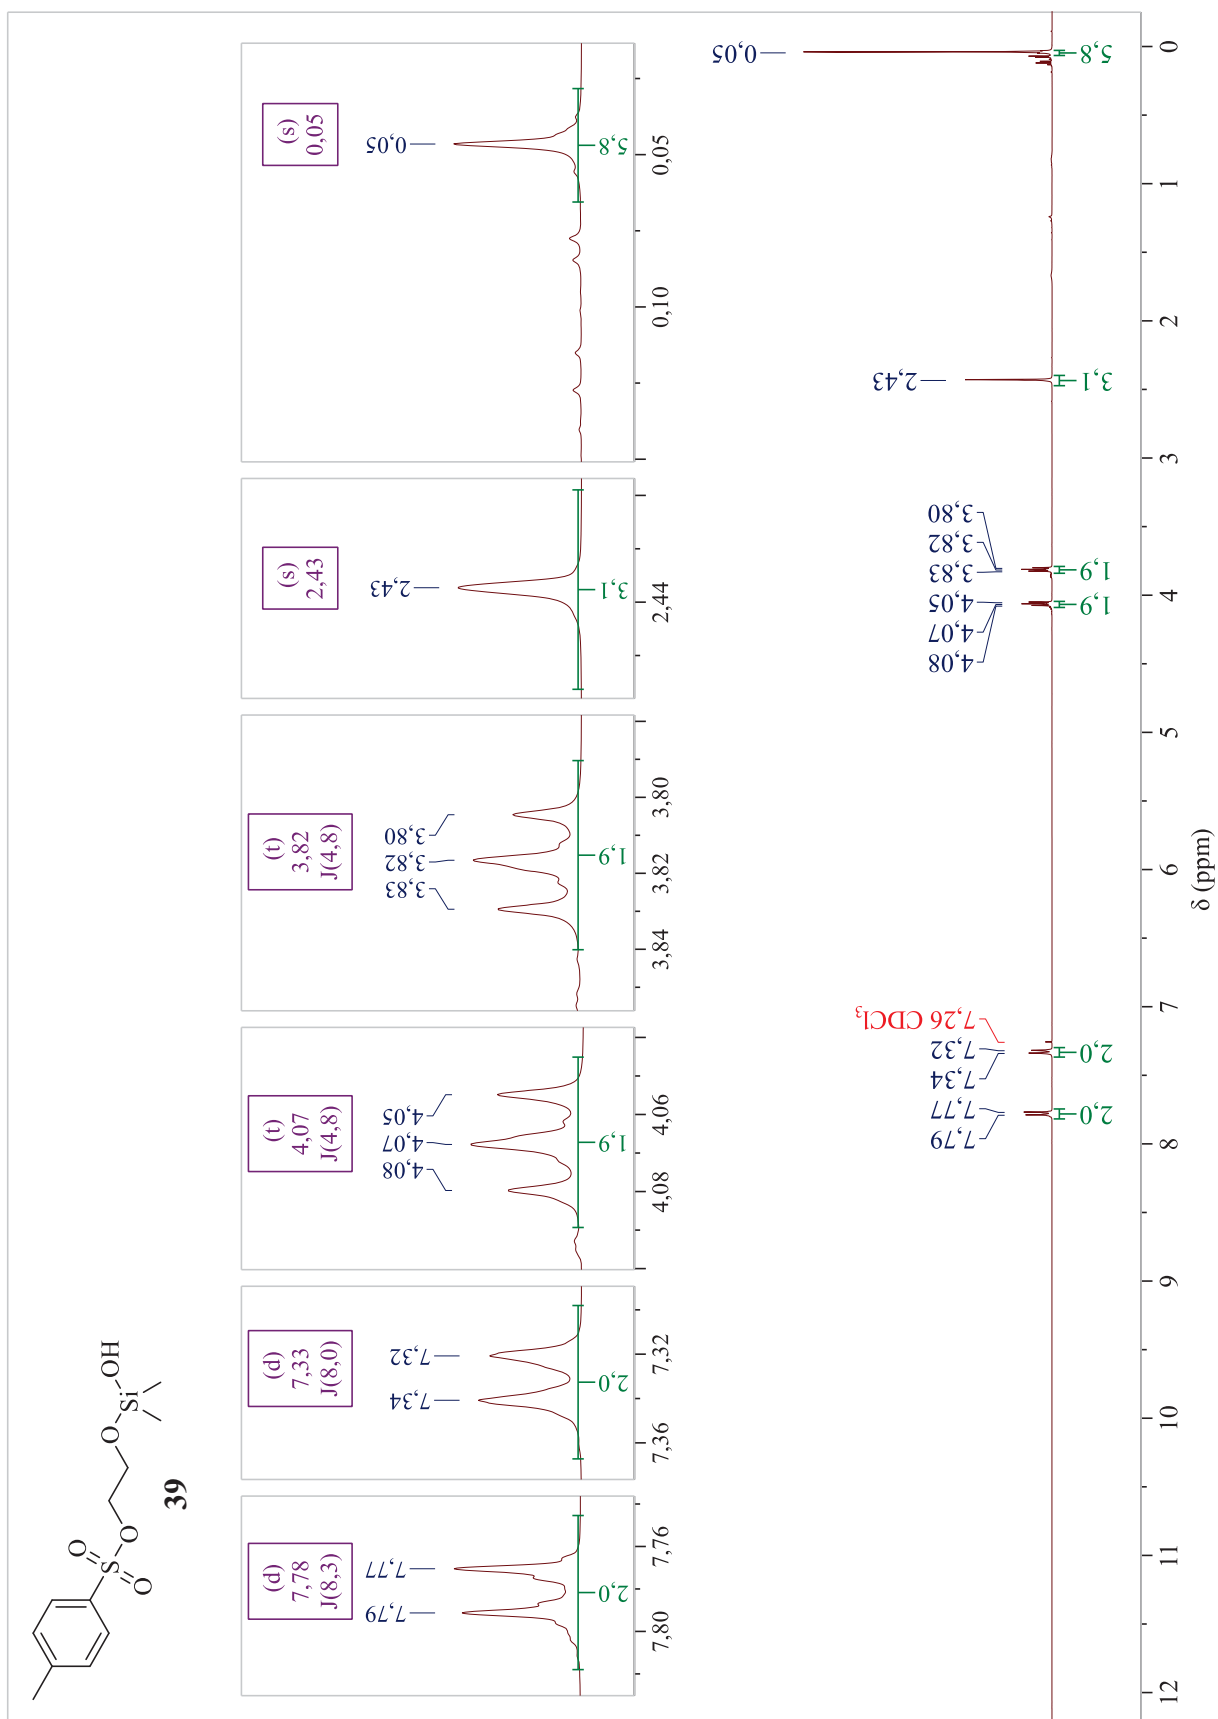 O
O
S
O
O
Si
OH
39
(d)
7,78
J(8,3)
7,79
7,77
2,0
7,80
7,76
(d)
7,33
J(8,0)
7,34
7,32
2,0
7,36
7,32
(t)
4,07
J(4,8)
4,08
4,07
4,05
1,9
4,08
4,06
(t)
3,82
J(4,8)
3,83
3,82
3,80
1,9
3,84
3,82
3,80
(s)
2,43
2,43
3,1
2,44
(s)
0,05
0,05
5,8
0,10
0,05
7,79
7,77
7,34
7,32
7,26 CDCl₃
4,08
4,07
4,05
3,83
3,82
3,80
2,43
0,05
2,0
2,0
1,9
1,9
3,1
5,8
12 11 10 9 8 7 6 5 4 3 2 1 0
δ (ppm)